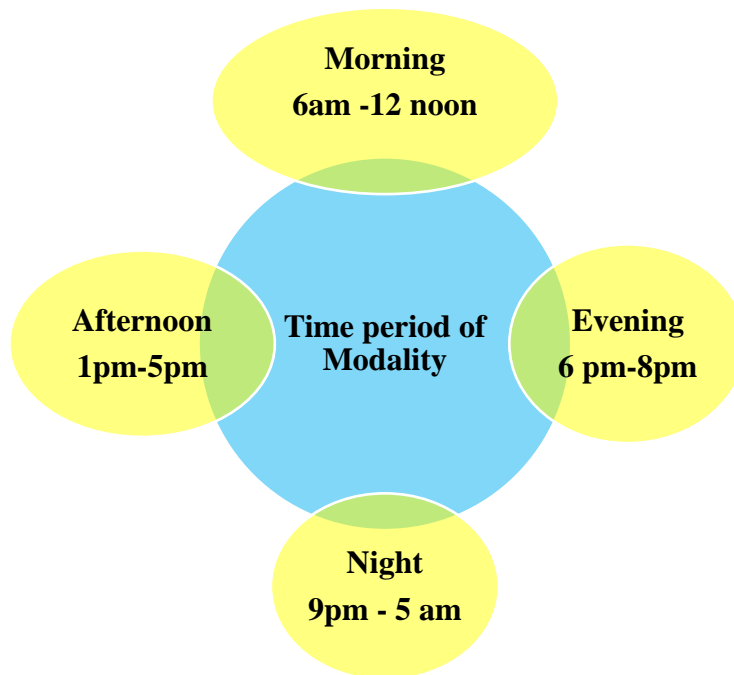 Morning
6am -12 noon
Afternoon
1pm-5pm
Time period of
Modality
Evening
6 pm-8pm
Night
9pm - 5 am